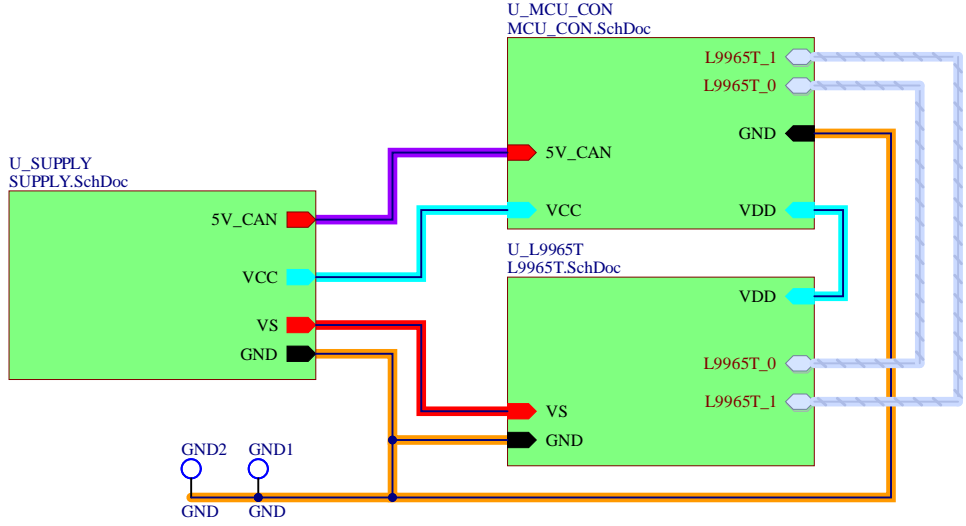 U_MCU_CON
MCU_CON.SchDoc
L9965T_1
L9965T_0
GND
5V_CAN
VCC
VDD
U_SUPPLY
SUPPLY.SchDoc
5V_CAN
VCC
VS
GND
U_L9965T
L9965T.SchDoc
VDD
L9965T_0
L9965T_1
VS
GND
GND2
GND1
GND
GND